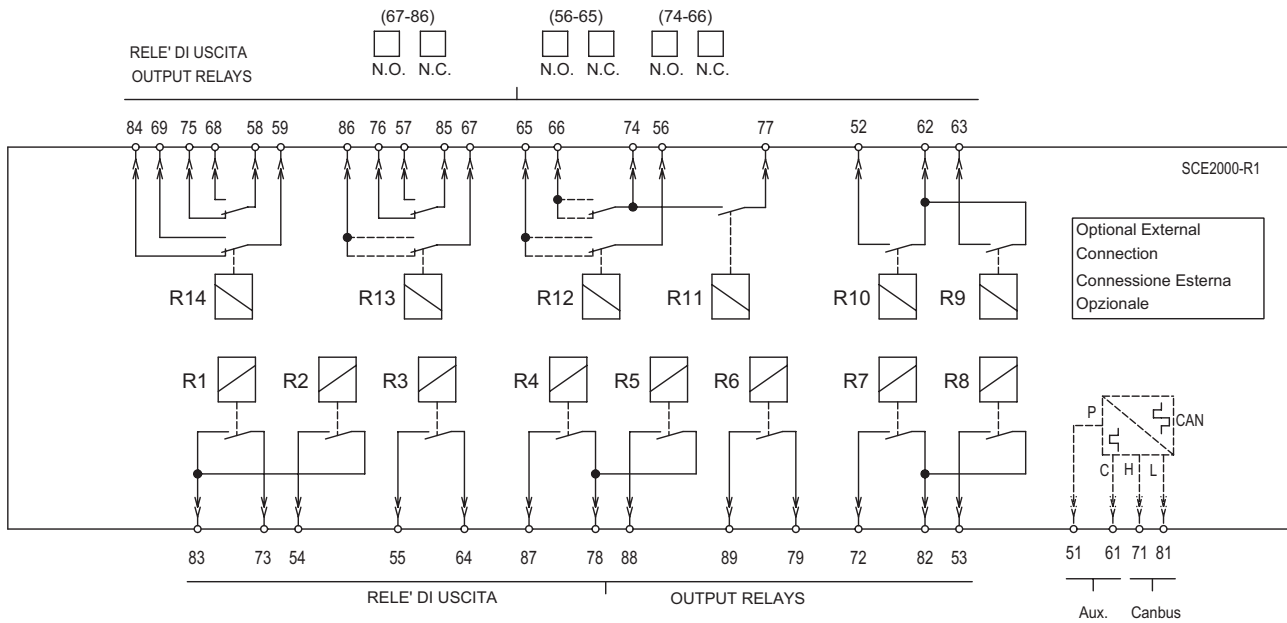 (67-86) (56-65) (74-66)
RELE' DI USCITA
OUTPUT RELAYS
N.O. N.C. N.O. N.C. N.O. N.C.
84 69 75 68 58 59 86 76 57 85 67 65 66 74 56 77 52 62 63
SCE2000-R1
Optional External
Connection
Connessione Esterna
Opzionale
R14 R13 R12 R11 R10 R9
R1 R2 R3 R4 R5 R6 R7 R8
P CAN
C H L
83 73 54 55 64 87 78 88 89 79 72 82 53 51 61 71 81
RELE' DI USCITA OUTPUT RELAYS
Aux. Canbus